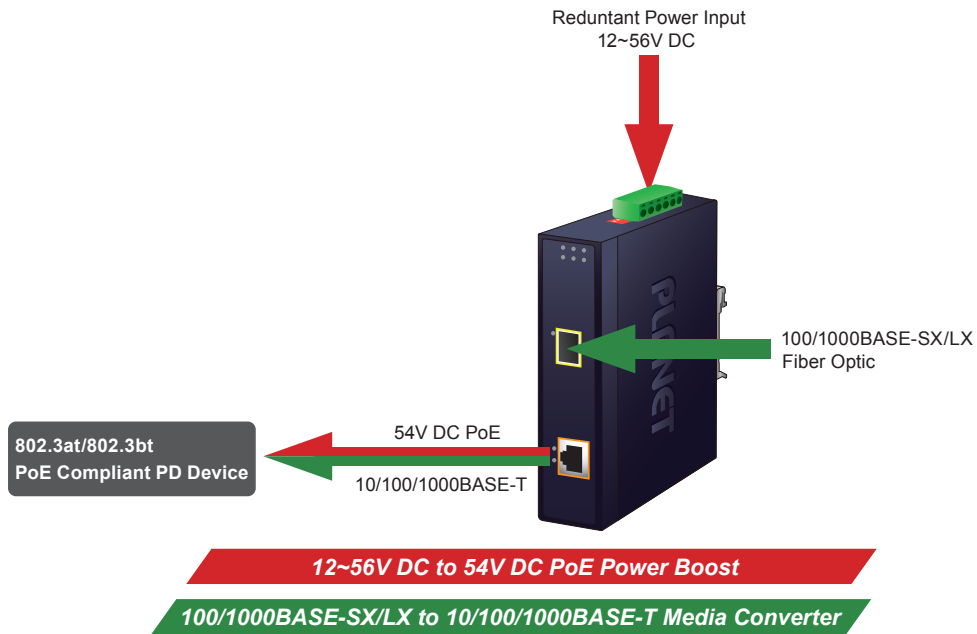 Reduntant Power Input
12~56V DC
PLANET
100/1000BASE-SX/LX
Fiber Optic
54V DC PoE
802.3at/802.3bt
PoE Compliant PD Device
10/100/1000BASE-T
12~56V DC to 54V DC PoE Power Boost
100/1000BASE-SX/LX to 10/100/1000BASE-T Media Converter